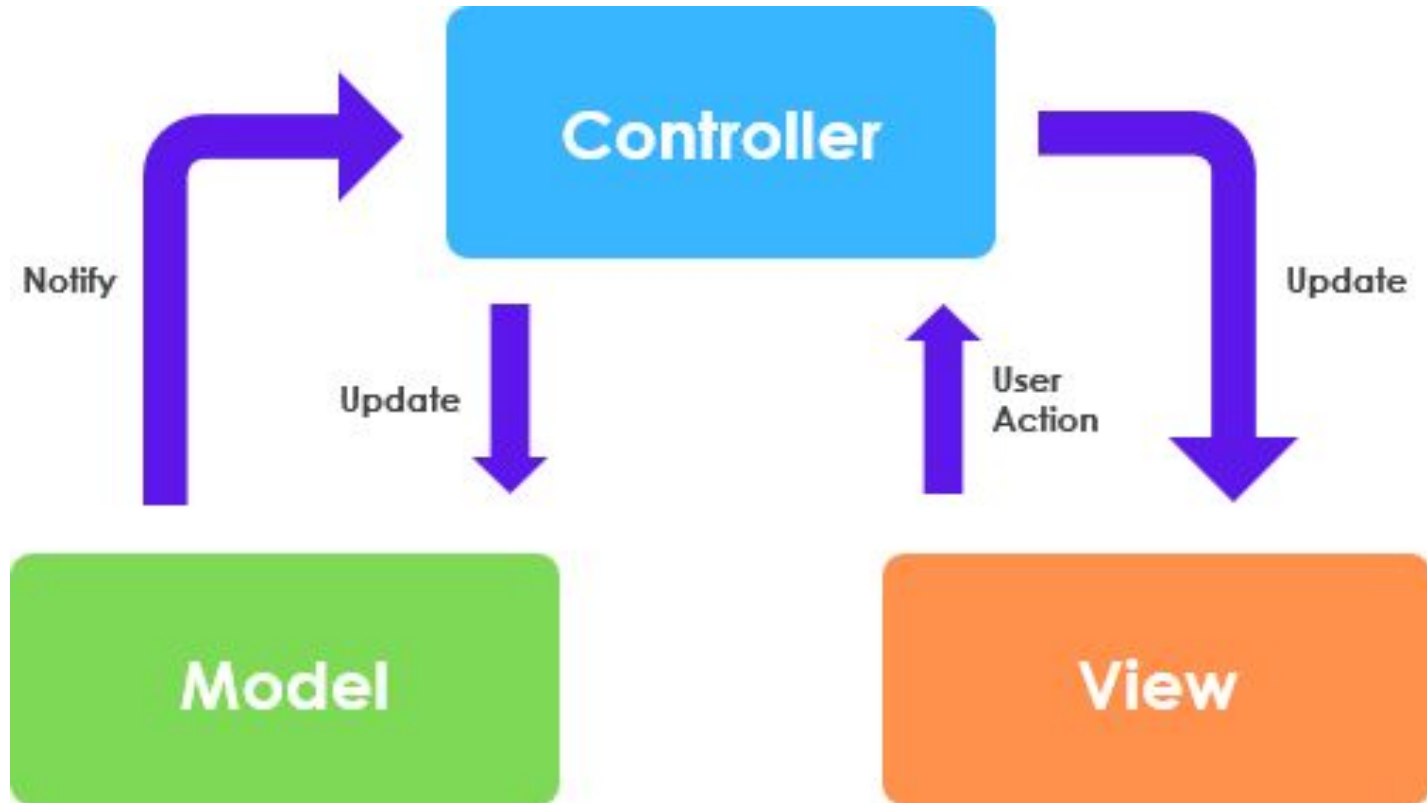 Controller
Notify
Update
Update
User
Action
Model
View